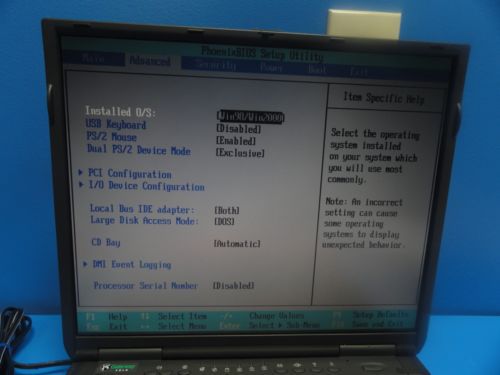 PhoenixBIOS Setup Utility
Main Advanced Security Power Boot Exit
Item Specific Help
Installed O/S: [Win98/Win2000]
USB Keyboard [Disabled]
PS/2 Mouse [Enabled]
Dual PS/2 Device Mode [Exclusive]
PCI Configuration
I/O Device Configuration
Local Bus IDE adapter: [Both]
Large Disk Access Mode: [DOS]
CD Bay [Automatic]
DMI Event Logging
Processor Serial Number [Disabled]
Select the operating
system installed
on your system which
you will use most
commonly.
Note: An incorrect
setting can cause
some operating
systems to display
unexpected behavior.
F1 Help ↑↓ Select Item -/+ Change Values F9 Setup Defaults
Esc Exit ↔ Select Menu Enter Select ▶ Sub-Menu F10 Save and Exit